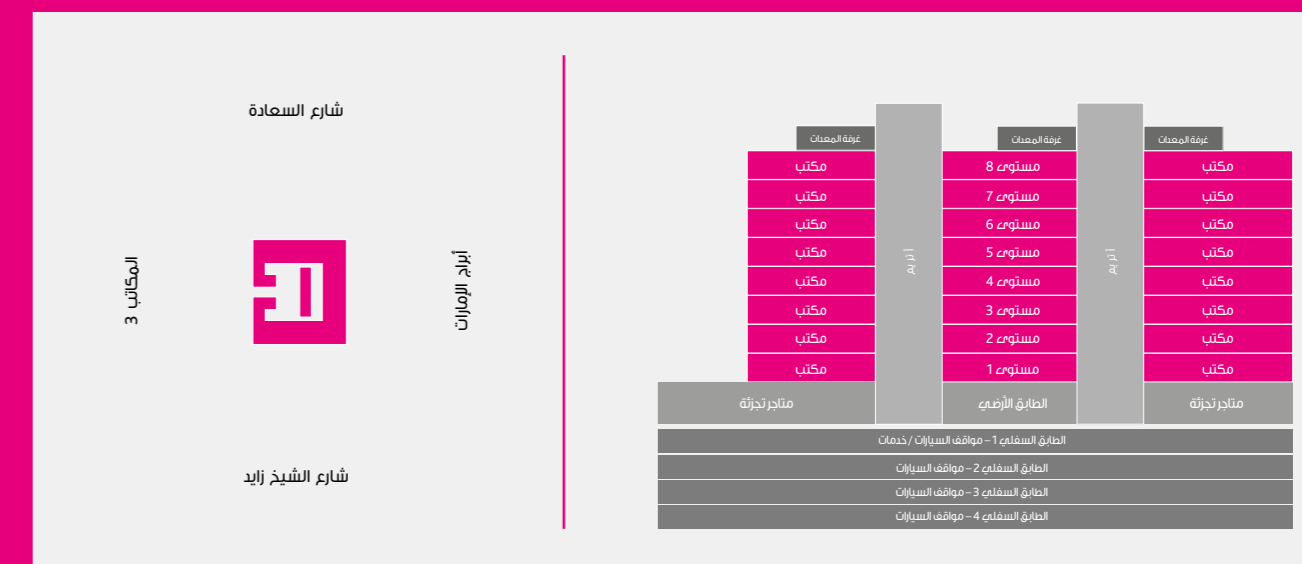 شارع السعادة
أبراج الإمارات
المكاتب 3
شارع الشيخ زايد
غرفة المعدات غرفة المعدات غرفة المعدات
مكتب مستوى 8 مكتب
مكتب مستوى 7 مكتب
مكتب مستوى 6 مكتب
مكتب مستوى 5 مكتب
أتريم أتريم
مكتب مستوى 4 مكتب
مكتب مستوى 3 مكتب
مكتب مستوى 2 مكتب
مكتب مستوى 1 مكتب
متاجر تجزئة الطابق الأرضي متاجر تجزئة
الطابق السفلي 1 – مواقف السيارات / خدمات
الطابق السفلي 2 – مواقف السيارات
الطابق السفلي 3 – مواقف السيارات
الطابق السفلي 4 – مواقف السيارات